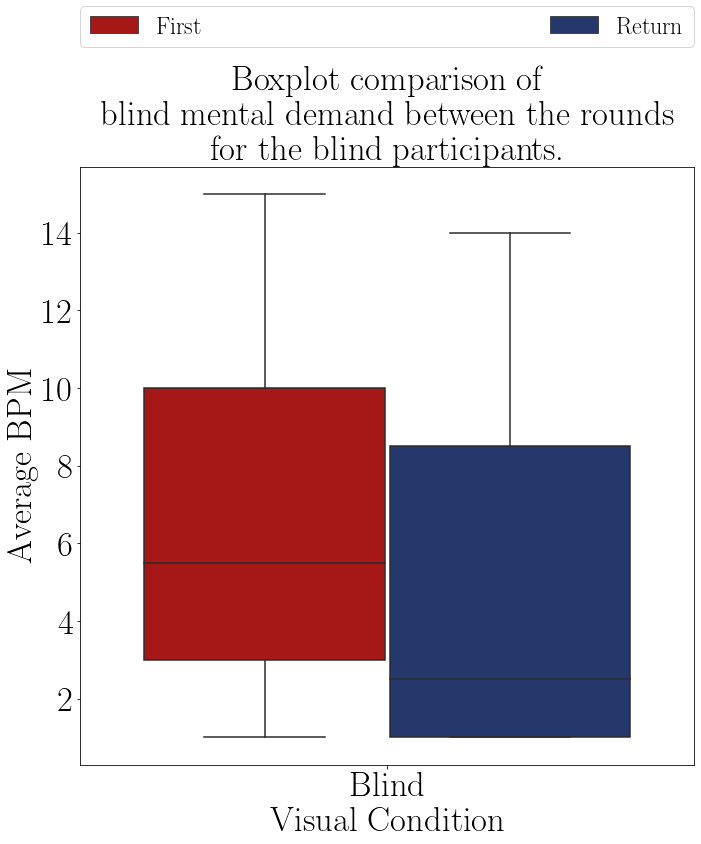 First
Return
Boxplot comparison of
blind mental demand between the rounds
for the blind participants.
14
12
10
8
6
4
2
Average BPM
Blind
Visual Condition